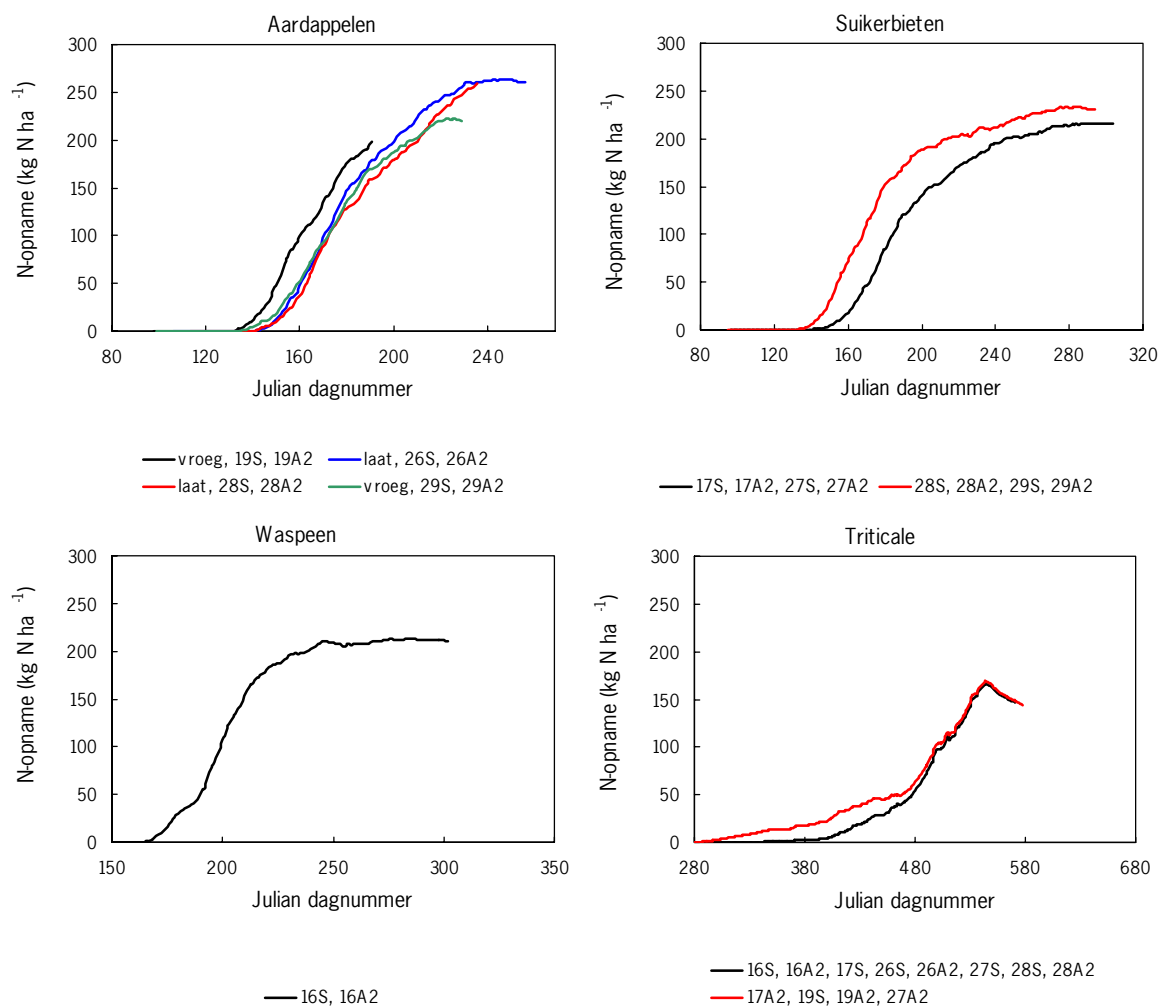 Aardappelen
N-opname (kg N ha -1)
300
250
200
150
100
50
0
80 120 160 200 240
Julian dagnummer
vroeg, 19S, 19A2 laat, 26S, 26A2
laat, 28S, 28A2 vroeg, 29S, 29A2
Suikerbieten
N-opname (kg N ha -1)
300
250
200
150
100
50
0
80 120 160 200 240 280 320
Julian dagnummer
17S, 17A2, 27S, 27A2 28S, 28A2, 29S, 29A2
Waspeen
N-opname (kg N ha -1)
300
250
200
150
100
50
0
150 200 250 300 350
Julian dagnummer
16S, 16A2
Triticale
N-opname (kg N ha -1)
300
250
200
150
100
50
0
280 380 480 580 680
Julian dagnummer
16S, 16A2, 17S, 26S, 26A2, 27S, 28S, 28A2
17A2, 19S, 19A2, 27A2